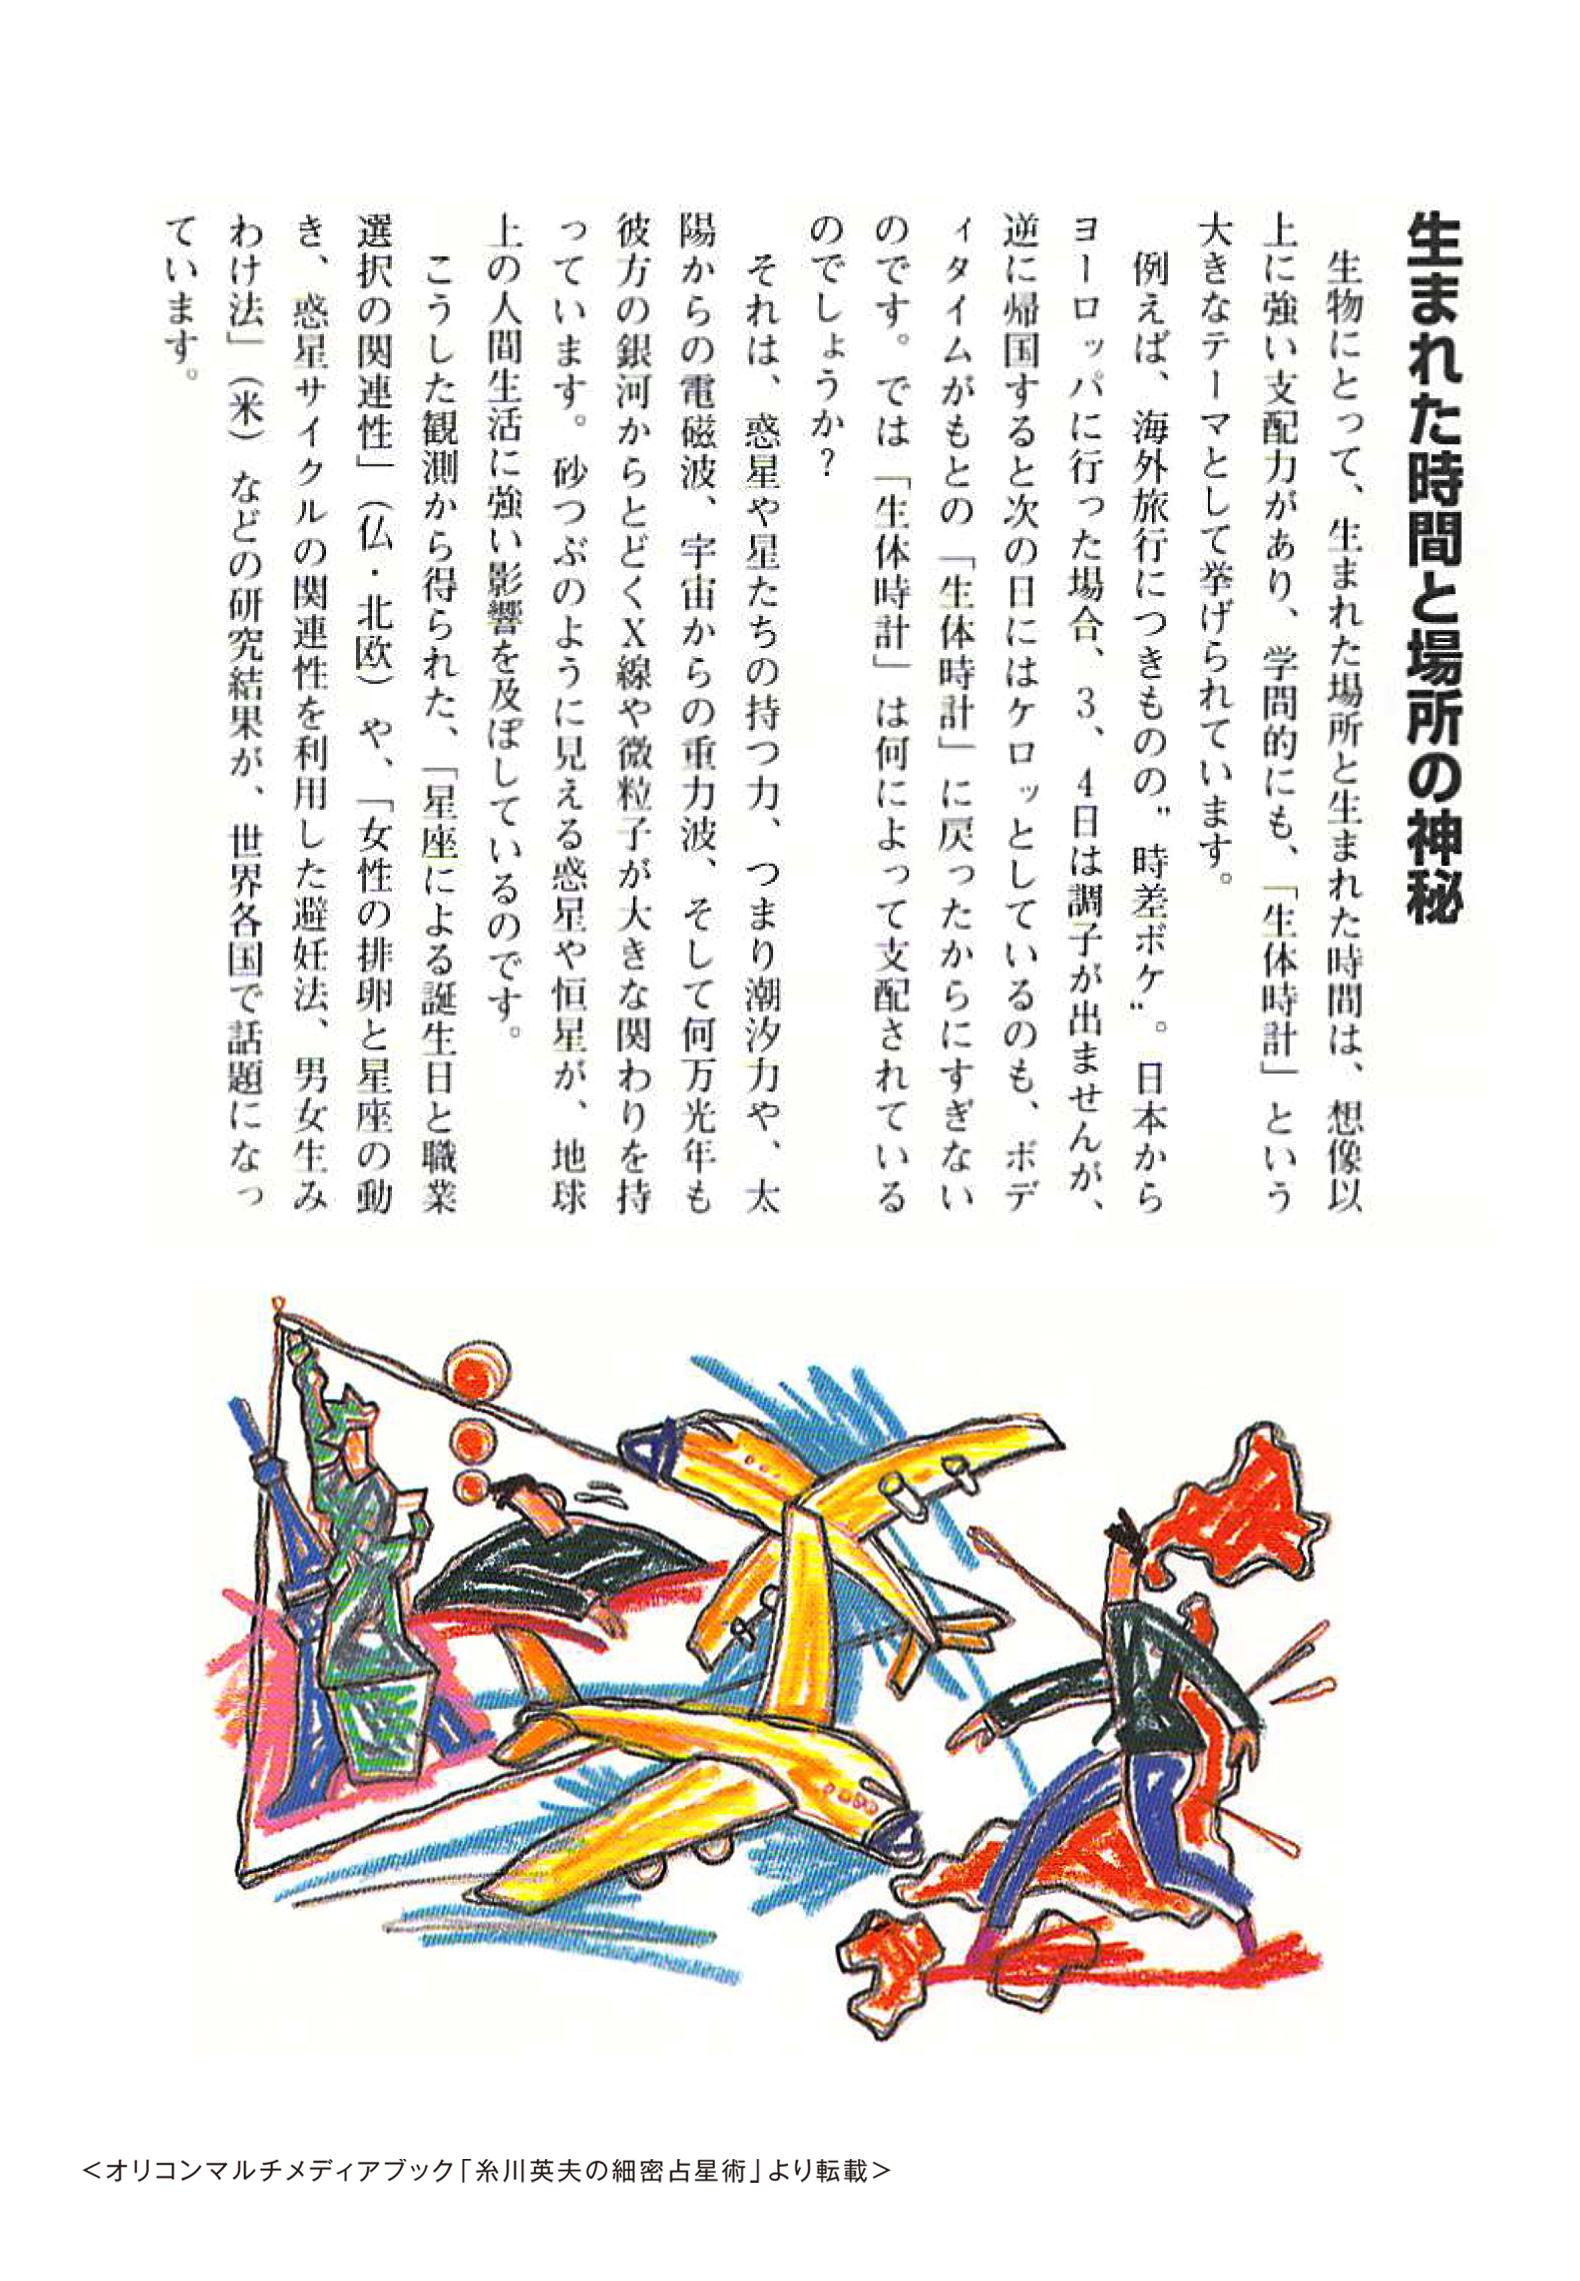 生まれた時間と場所の神秘
生物にとって、生まれた場所と生まれた時間は、想像以
上に強い支配力があり、学問的にも、「生体時計」という
大きなテーマとして挙げられています。
例えば、海外旅行につきものの〝時差ボケ〟。日本から
ヨーロッパに行った場合、3、4日は調子が出ませんが、
逆に帰国すると次の日にはケロッとしているのも、ボデ
ィタイムがもとの「生体時計」に戻ったからにすぎない
のです。では「生体時計」は何によって支配されている
のでしょうか?
それは、惑星や星たちの持つ力、つまり潮汐力や、太
陽からの電磁波、宇宙からの重力波、そして何万光年も
彼方の銀河からとどくX線や微粒子が大きな関わりを持
っています。砂つぶのように見える惑星や恒星が、地球
上の人間生活に強い影響を及ぼしているのです。
こうした観測から得られた、「星座による誕生日と職業
選択の関連性」(仏・北欧)や、「女性の排卵と星座の動
き、惑星サイクルの関連性を利用した避妊法、男女生み
わけ法」(米)などの研究結果が、世界各国で話題になっ
ています。
<オリコンマルチメディアブック「糸川英夫の細密占星術」より転載>